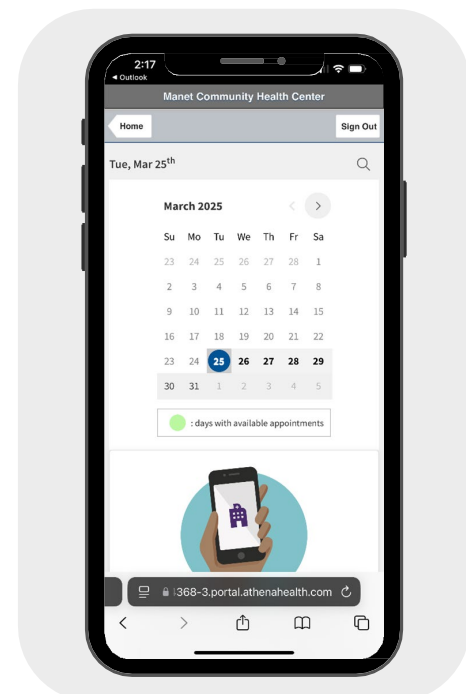 2:17
◀ Outlook
Manet Community Health Center
Home
Sign Out
Tue, Mar 25th
March 2025
Su Mo Tu We Th Fr Sa
23 24 25 26 27 28 1
2 3 4 5 6 7 8
9 10 11 12 13 14 15
16 17 18 19 20 21 22
23 24 25 26 27 28 29
30 31 1 2 3 4 5
: days with available appointments
368-3.portal.athenahealth.com